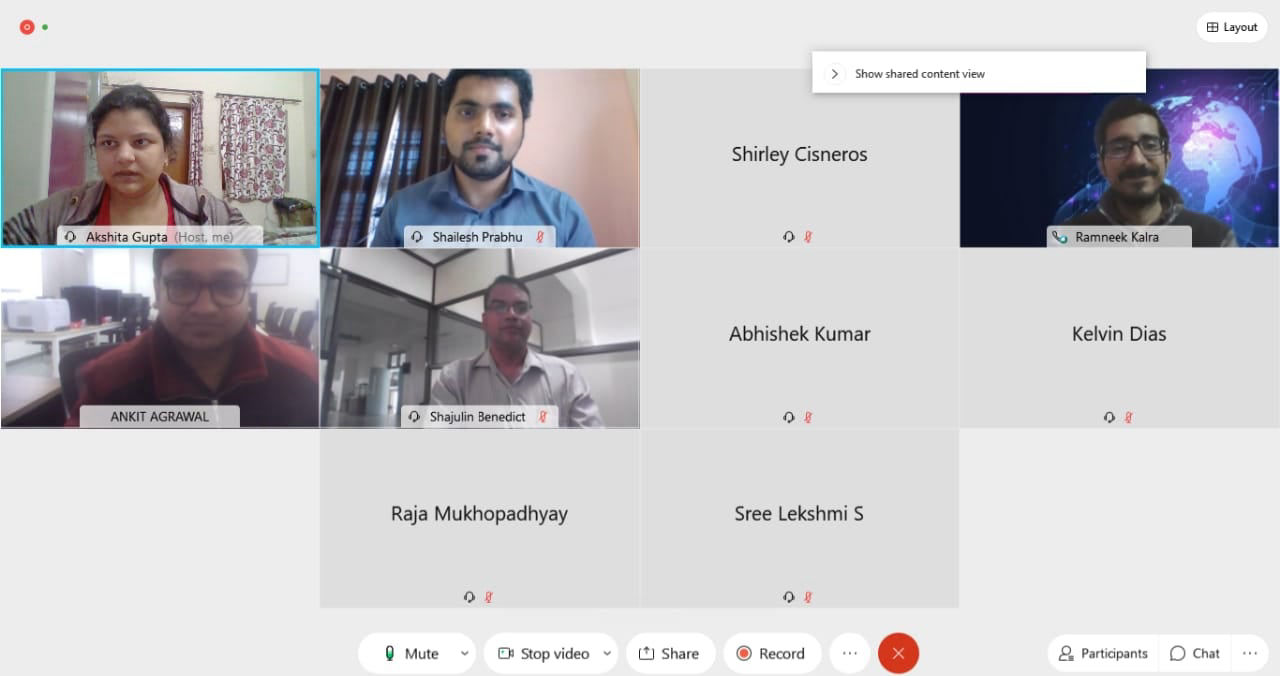 Layout
Show shared content view
Shirley Cisneros
Akshita Gupta (Host, me)
Shailesh Prabhu
Ramneek Kalra
Abhishek Kumar
Kelvin Dias
ANKIT AGRAWAL
Shajulin Benedict
Raja Mukhopadhyay
Sree Lekshmi S
Mute
Stop video
Share
Record
Participants
Chat